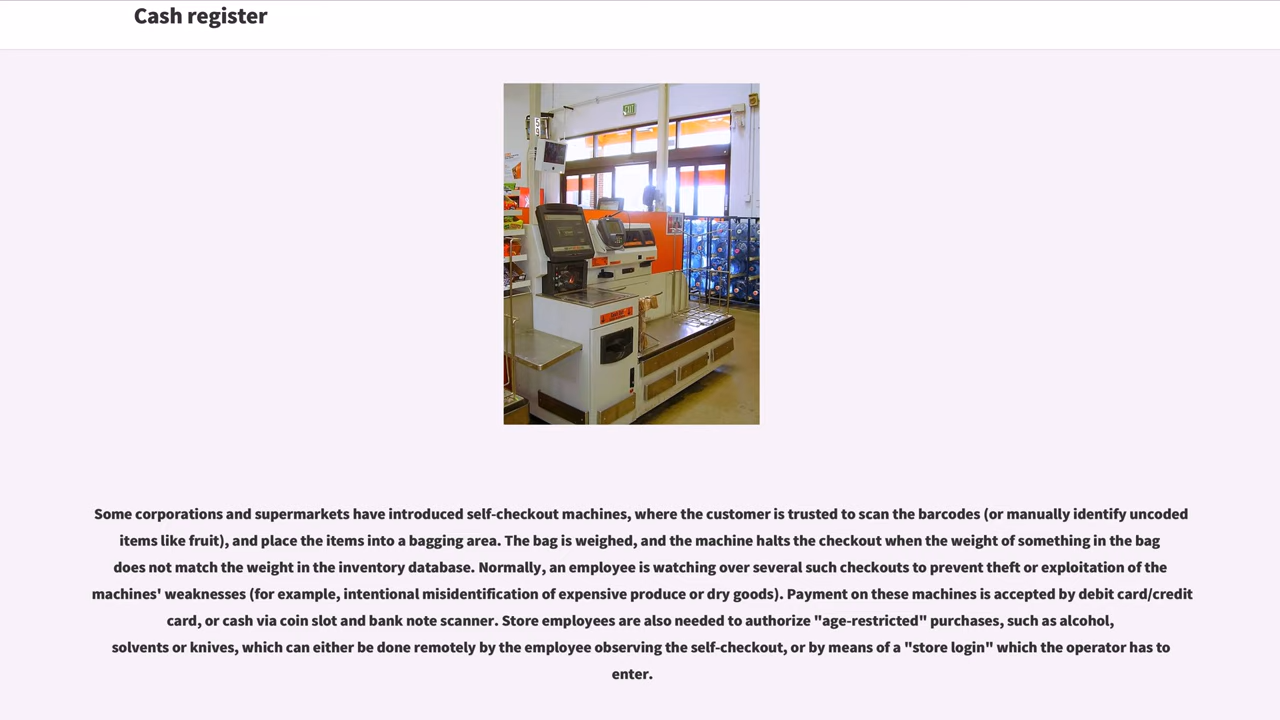 Cash register
EXIT
59
Some corporations and supermarkets have introduced self-checkout machines, where the customer is trusted to scan the barcodes (or manually identify uncoded
items like fruit), and place the items into a bagging area. The bag is weighed, and the machine halts the checkout when the weight of something in the bag
does not match the weight in the inventory database. Normally, an employee is watching over several such checkouts to prevent theft or exploitation of the
machines' weaknesses (for example, intentional misidentification of expensive produce or dry goods). Payment on these machines is accepted by debit card/credit
card, or cash via coin slot and bank note scanner. Store employees are also needed to authorize "age-restricted" purchases, such as alcohol,
solvents or knives, which can either be done remotely by the employee observing the self-checkout, or by means of a "store login" which the operator has to
enter.